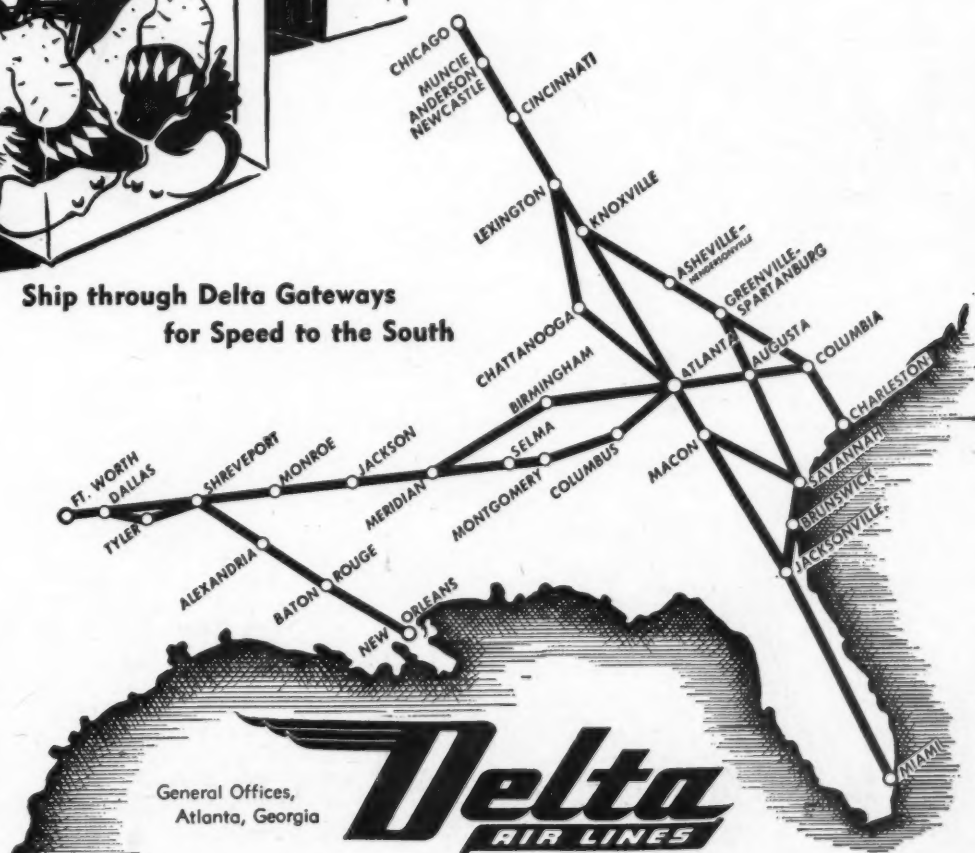 CHICAGO
MUNCIE
ANDERSON
NEWCASTLE
CINCINNATI
LEXINGTON
KNOXVILLE
ASHEVILLE-
HENDERSONVILLE
GREENVILLE-
SPARTANBURG
Ship through Delta Gateways
for Speed to the South
CHATTANOOGA
BIRMINGHAM
ATLANTA
AUGUSTA
COLUMBIA
CHARLESTON
FT. WORTH
DALLAS
TYLER
SHREVEPORT
MONROE
JACKSON
MERIDIAN
SELMA
MONTGOMERY
COLUMBUS
MACON
SAVANNAH
BRUNSWICK
JACKSONVILLE
ALEXANDRIA
BATON ROUGE
NEW ORLEANS
MIAMI
General Offices,
Atlanta, Georgia
Delta
AIR LINES